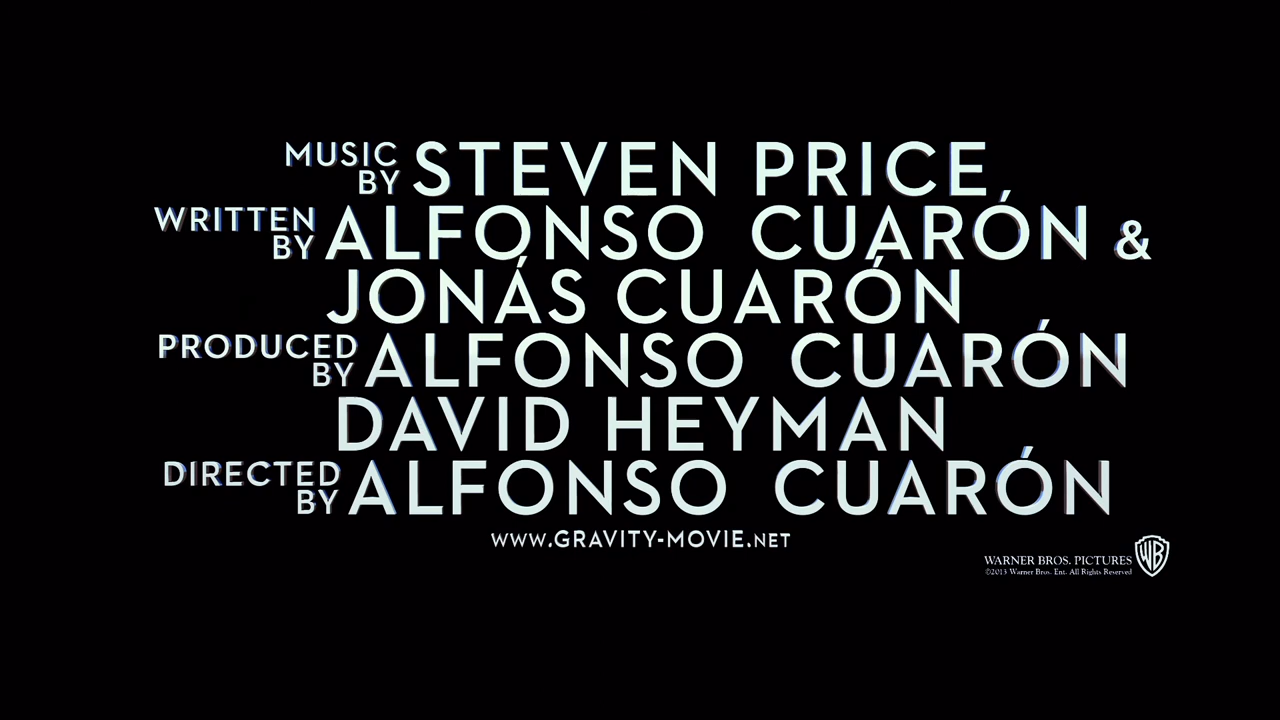 MUSIC BY STEVEN PRICE
WRITTEN BY ALFONSO CUARÓN &
JONÁS CUARÓN
PRODUCED BY ALFONSO CUARÓN
DAVID HEYMAN
DIRECTED BY ALFONSO CUARÓN
WWW.GRAVITY-MOVIE.NET
WARNER BROS. PICTURES
©2013 Warner Bros. Ent. All Rights Reserved
WB